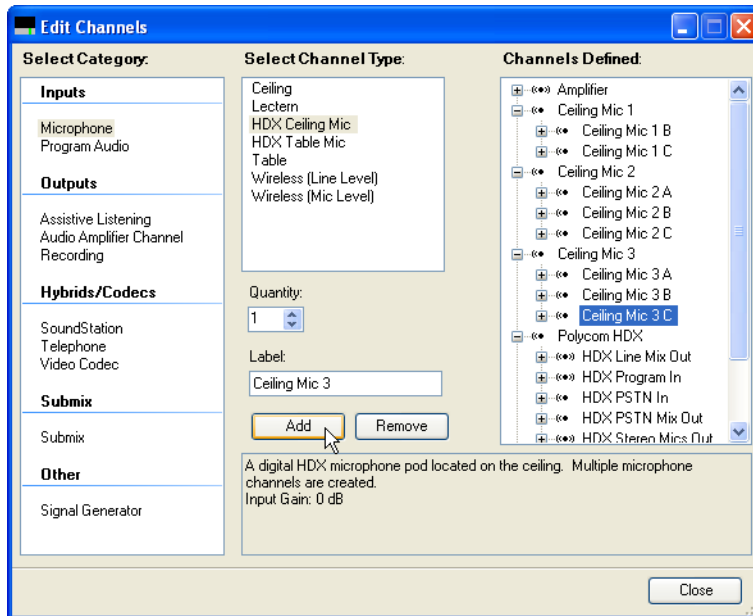 Edit Channels
Select Category:
Inputs
Microphone
Program Audio
Outputs
Assistive Listening
Audio Amplifier Channel
Recording
Hybrids/Codecs
SoundStation
Telephone
Video Codec
Submix
Submix
Other
Signal Generator
Select Channel Type:
Ceiling
Lectern
HDX Ceiling Mic
HDX Table Mic
Table
Wireless (Line Level)
Wireless (Mic Level)
Quantity:
1
Label:
Ceiling Mic 3
Add
Remove
Channels Defined:
Amplifier
Ceiling Mic 1
Ceiling Mic 1 B
Ceiling Mic 1 C
Ceiling Mic 2
Ceiling Mic 2 A
Ceiling Mic 2 B
Ceiling Mic 2 C
Ceiling Mic 3
Ceiling Mic 3 A
Ceiling Mic 3 B
Ceiling Mic 3 C
Polycom HDX
HDX Line Mix Out
HDX Program In
HDX PSTN In
HDX PSTN Mix Out
HDX Stereo Mics Out
A digital HDX microphone pod located on the ceiling. Multiple microphone
channels are created.
Input Gain: 0 dB
Close